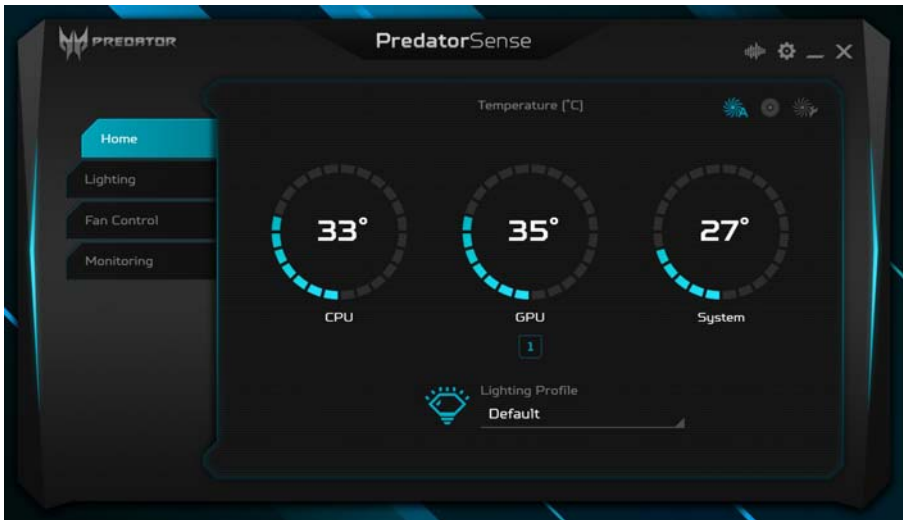 PREDATOR
PredatorSense
Temperature (°C)
A
Home
Lighting
Fan Control
Monitoring
33°
35°
27°
CPU
GPU
System
1
Lighting Profile
Default